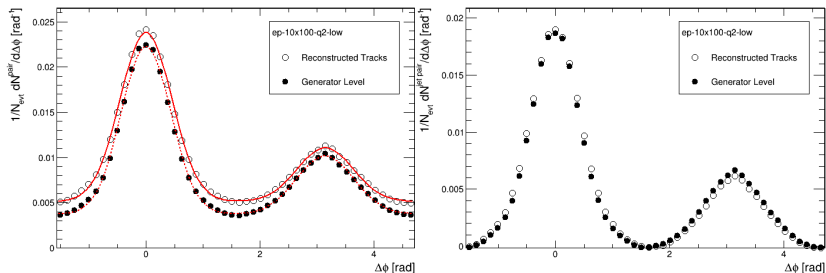 1/N_evt dN^pair/dΔϕ [rad⁻¹]
0.025
0.02
0.015
0.01
0.005
0
ep-10x100-q2-low
Reconstructed Tracks
Generator Level
0 2 4
Δϕ [rad]
1/N_evt dN^jet pair/dΔϕ [rad⁻¹]
0.02
0.015
0.01
0.005
0
ep-10x100-q2-low
Reconstructed Tracks
Generator Level
0 2 4
Δϕ [rad]